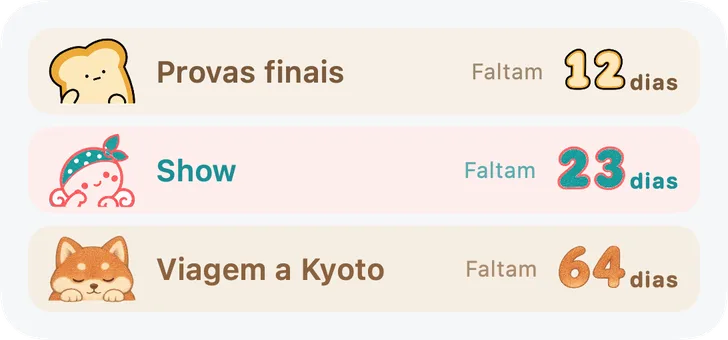 Provas finais Faltam 12 dias
Show Faltam 23 dias
Viagem a Kyoto Faltam 64 dias